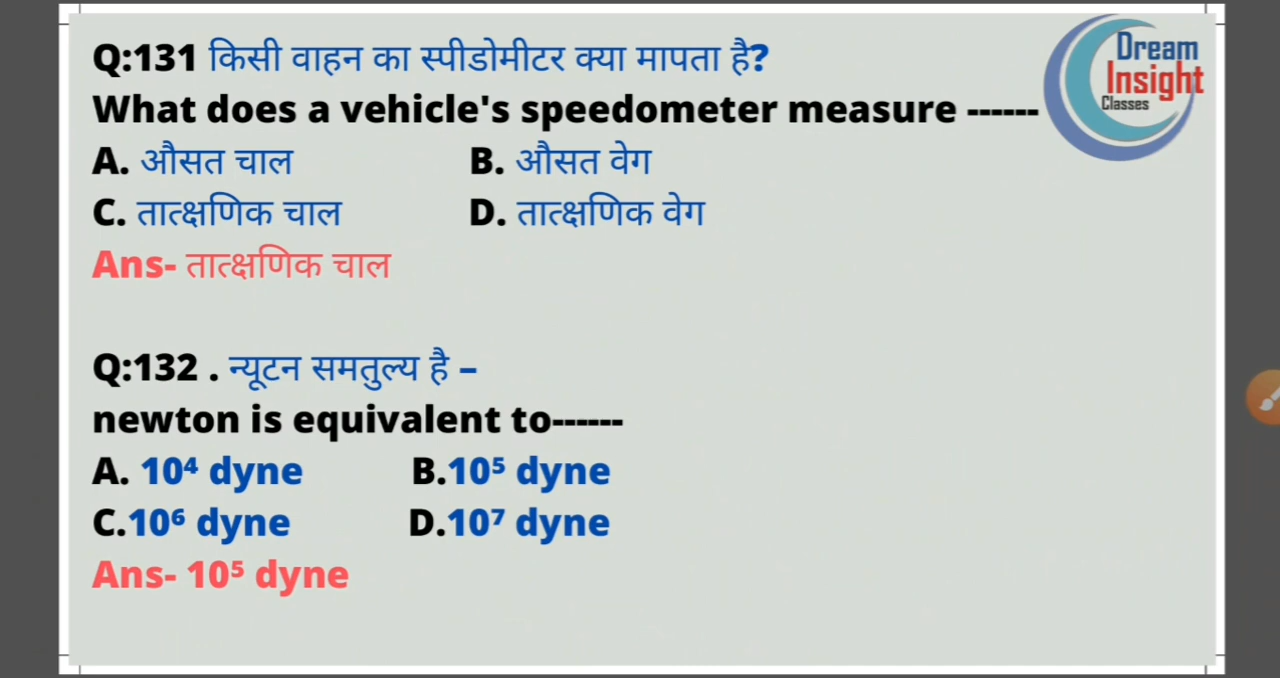 Q:131 किसी वाहन का स्पीडोमीटर क्या मापता है?
What does a vehicle's speedometer measure ------
A. औसत चाल B. औसत वेग
C. तात्क्षणिक चाल D. तात्क्षणिक वेग
Ans- तात्क्षणिक चाल
Q:132 . न्यूटन समतुल्य है –
newton is equivalent to------
A. 10⁴ dyne B.10⁵ dyne
C.10⁶ dyne D.10⁷ dyne
Ans- 10⁵ dyne
Dream
Insight
Classes